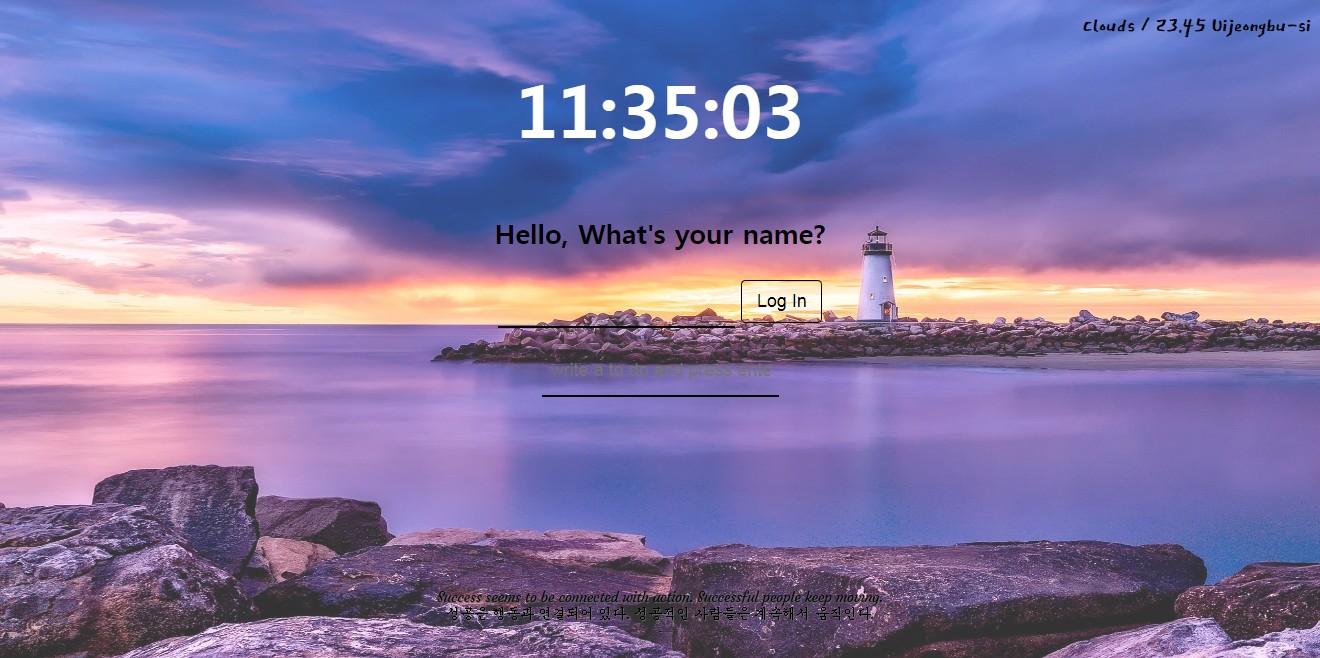 Clouds / 23.45 Uijeongbu-si
11:35:03
Hello, What's your name?
Log In
write a to do and press ente
Success seems to be connected with action. Successful people keep moving.
성공은 행동과 연결되어 있다. 성공적인 사람들은 계속해서 움직인다.